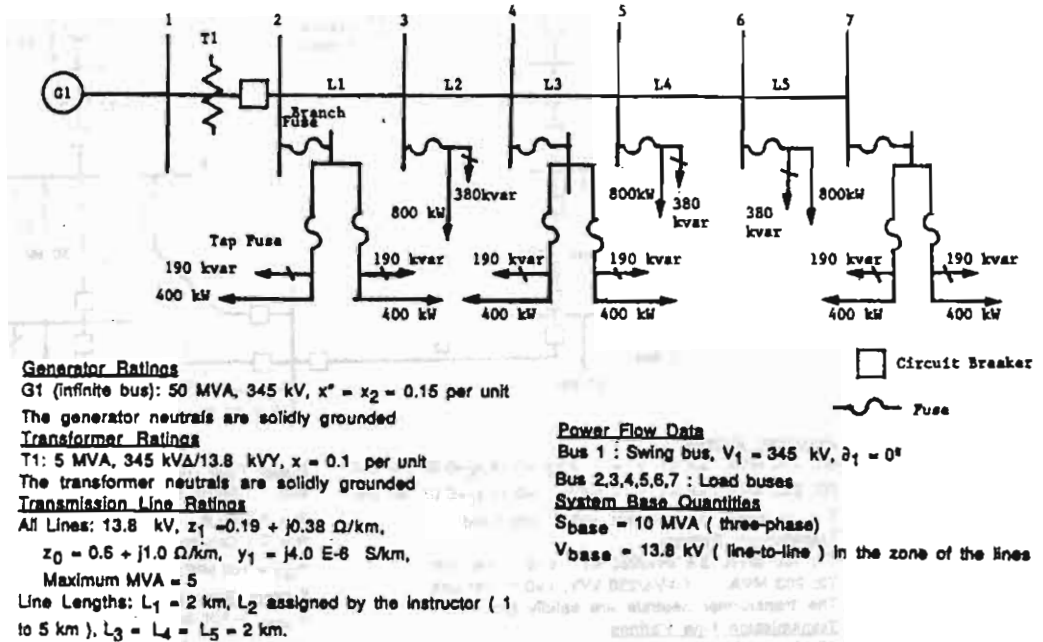 1
2
3
4
5
6
7
T1
G1
L1
L2
L3
L4
L5
Branch
Fuse
380kvar
800 kW
800kW
380
kvar
380
kvar
800kW
Tap Fuse
190 kvar
190 kvar
190 kvar
190 kvar
190 kvar
190 kvar
400 kW
400 kW
400 kW
400 kW
400 kW
400 kW
Circuit Breaker
Fuse
Generator Ratings
G1 (infinite bus): 50 MVA, 345 kV, x" = x₂ = 0.15 per unit
The generator neutrals are solidly grounded
Transformer Ratings
T1: 5 MVA, 345 kVΔ/13.8 kVY, x = 0.1 per unit
The transformer neutrals are solidly grounded
Transmission Line Ratings
All Lines: 13.8 kV, z₁ =0.19 + j0.38 Ω/km,
z₀ = 0.6 + j1.0 Ω/km, y₁ = j4.0 E-6 S/km,
Maximum MVA = 5
Line Lengths: L₁ = 2 km, L₂ assigned by the instructor ( 1
to 5 km ), L₃ = L₄ = L₅ = 2 km.
Power Flow Data
Bus 1 : Swing bus, V₁ = 345 kV, ∂₁ = 0°
Bus 2,3,4,5,6,7 : Load buses
System Base Quantities
S_base = 10 MVA ( three-phase)
V_base = 13.8 kV ( line-to-line ) in the zone of the lines